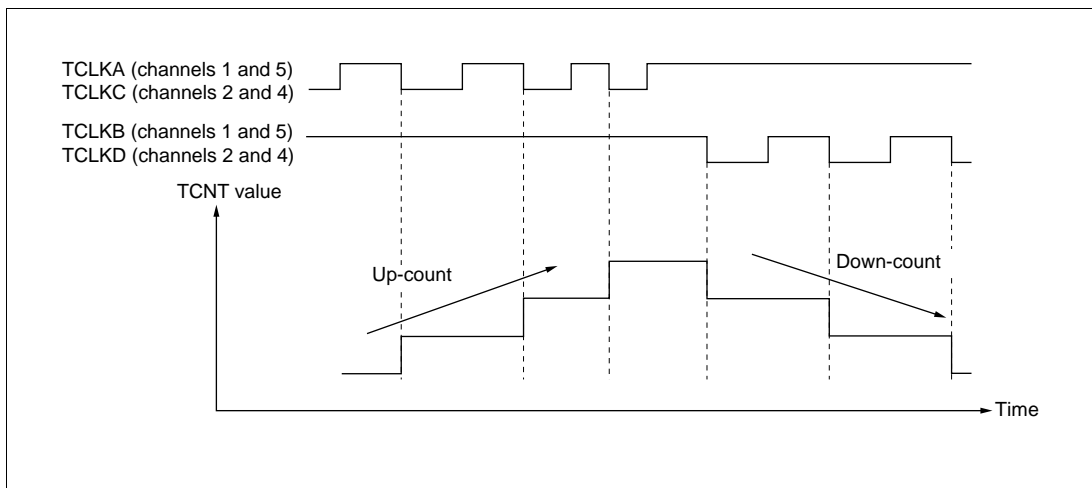 TCLKA (channels 1 and 5)
TCLKC (channels 2 and 4)
TCLKB (channels 1 and 5)
TCLKD (channels 2 and 4)
TCNT value
Up-count
Down-count
Time